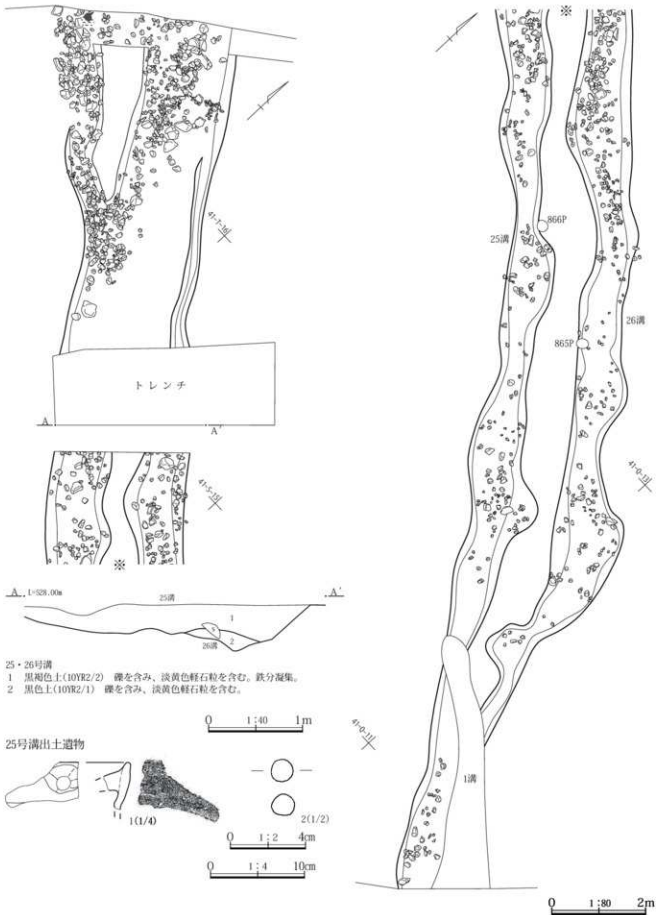 ※
866P
25溝
26溝
865P
41-T-16
トレンチ
A
A'
41-S-15
※
A L=528.00m
25溝
A'
1
S
2
26溝
25・26号溝
1 黒褐色土(10YR2/2) 礫を含み、淡黄色軽石粒を含む。鉄分凝集。
2 黒色土(10YR2/1) 礫を含み、淡黄色軽石粒を含む。
0 1:40 1m
25号溝出土遺物
1(1/4)
2(1/2)
0 1:2 4cm
0 1:4 10cm
1溝
0 1:80 2m